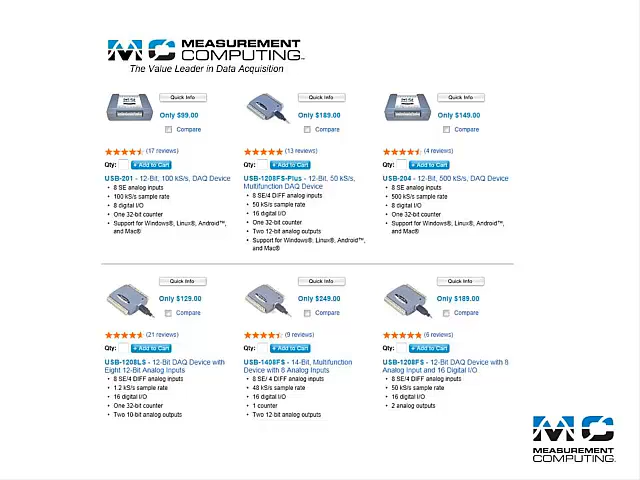 MC MEASUREMENT
COMPUTING™
The Value Leader in Data Acquisition
Quick Info
Only $99.00
Compare
(17 reviews)
Qty: + Add to Cart
USB-201 - 12-Bit, 100 kS/s, DAQ Device
• 8 SE analog inputs
• 100 kS/s sample rate
• 8 digital I/O
• One 32-bit counter
• Support for Windows®, Linux®, Android™,
and Mac®
Quick Info
Only $189.00
Compare
(13 reviews)
Qty: + Add to Cart
USB-1208FS-Plus - 12-Bit, 50 kS/s,
Multifunction DAQ Device
• 8 SE/4 DIFF analog inputs
• 50 kS/s sample rate
• 16 digital I/O
• One 32-bit counter
• Two 12-bit analog outputs
• Support for Windows®, Linux®, Android™,
and Mac®
Quick Info
Only $149.00
Compare
(4 reviews)
Qty: + Add to Cart
USB-204 - 12-Bit, 500 kS/s, DAQ Device
• 8 SE analog inputs
• 500 kS/s sample rate
• 8 digital I/O
• One 32-bit counter
• Support for Windows®, Linux®, Android™,
and Mac®
Quick Info
Only $129.00
Compare
(21 reviews)
Qty: + Add to Cart
USB-1208LS - 12-Bit DAQ Device with
Eight 12-Bit Analog Inputs
• 8 SE/4 DIFF analog inputs
• 1.2 kS/s sample rate
• 16 digital I/O
• One 32-bit counter
• Two 10-bit analog outputs
Quick Info
Only $249.00
Compare
(9 reviews)
Qty: + Add to Cart
USB-1408FS - 14-Bit, Multifunction
Device with 8 Analog Inputs
• 8 SE/ 4 DIFF analog inputs
• 48 kS/s sample rate
• 16 digital I/O
• 1 counter
• Two 12-bit analog outputs
Quick Info
Only $189.00
Compare
(6 reviews)
Qty: + Add to Cart
USB-1208FS - 12-Bit DAQ Device with 8
Analog Input and 16 Digital I/O
• 8 SE/4 DIFF analog inputs
• 50 kS/s sample rate
• 16 digital I/O
• 2 analog outputs
MC
MEASUREMENT
COMPUTING™